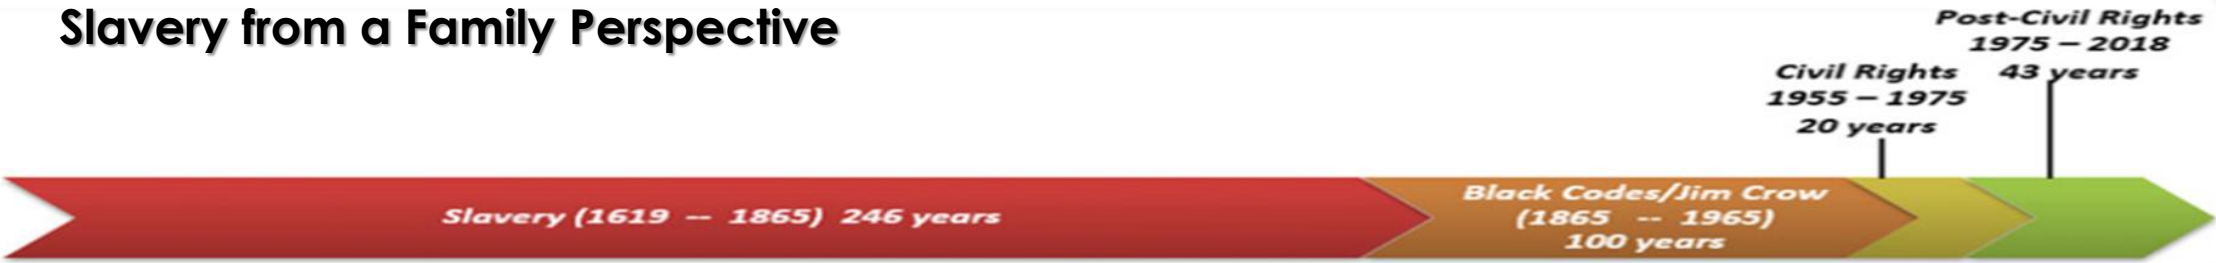 Slavery from a Family Perspective
Post-Civil Rights
1975 – 2018
43 years
Civil Rights
1955 – 1975
20 years
Slavery (1619 -- 1865) 246 years
Black Codes/Jim Crow
(1865 -- 1965)
100 years